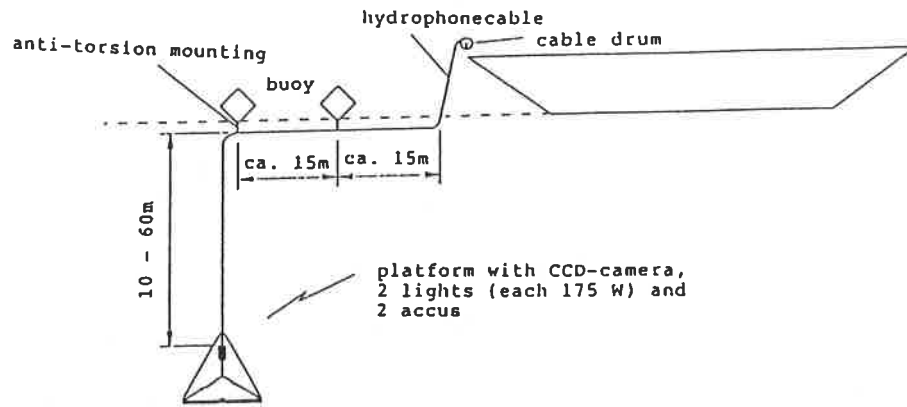 hydrophonecable
cable drum
anti-torsion mounting
buoy
ca. 15m
ca. 15m
10 - 60m
platform with CCD-camera,
2 lights (each 175 W) and
2 accus